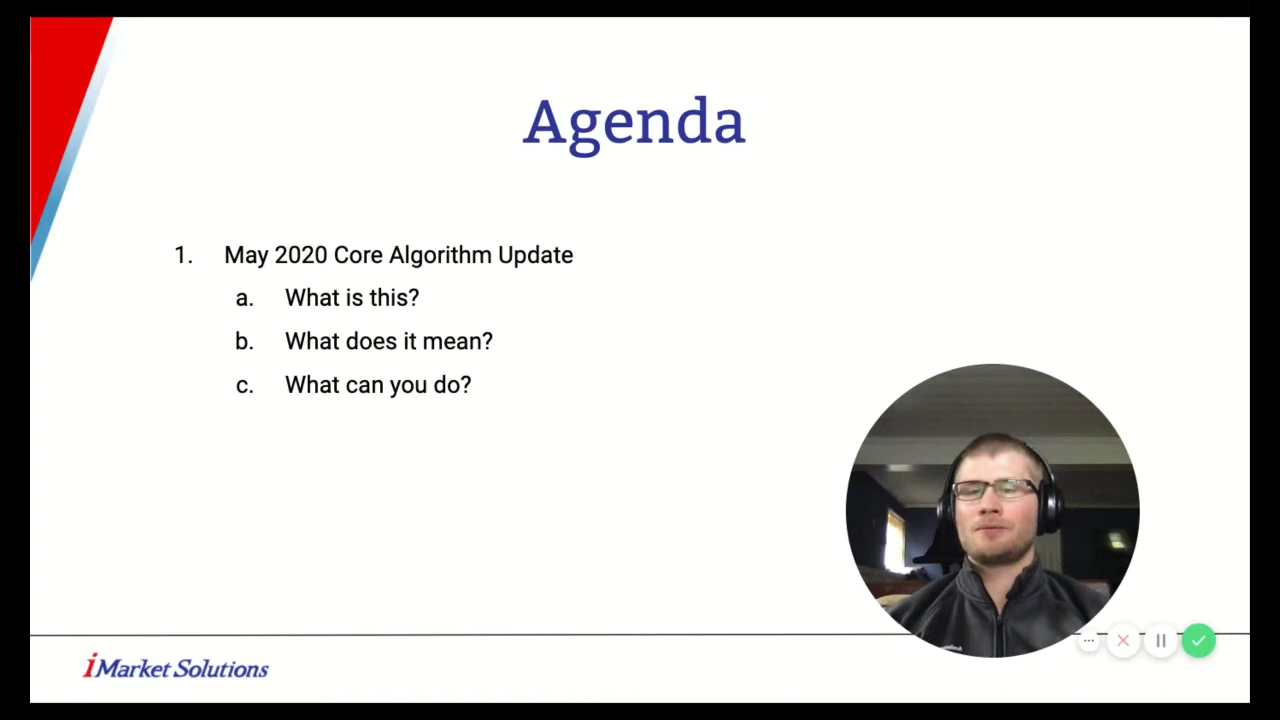 Agenda
1. May 2020 Core Algorithm Update
a. What is this?
b. What does it mean?
c. What can you do?
iMarket Solutions